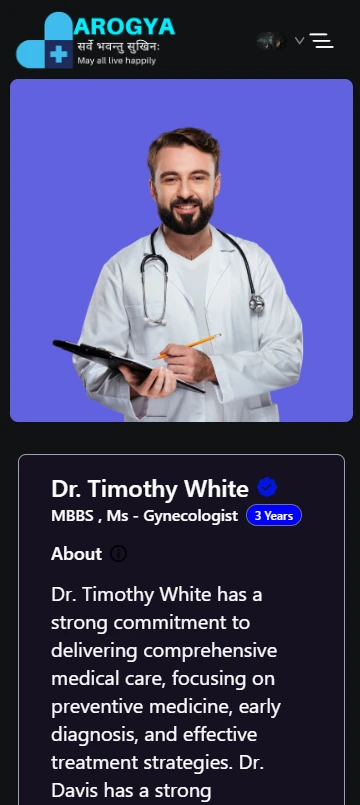 AROGYA
सर्वे भवन्तु सुखिनः
May all live happily
Dr. Timothy White
MBBS , Ms - Gynecologist 3 Years
About
Dr. Timothy White has a
strong commitment to
delivering comprehensive
medical care, focusing on
preventive medicine, early
diagnosis, and effective
treatment strategies. Dr.
Davis has a strong